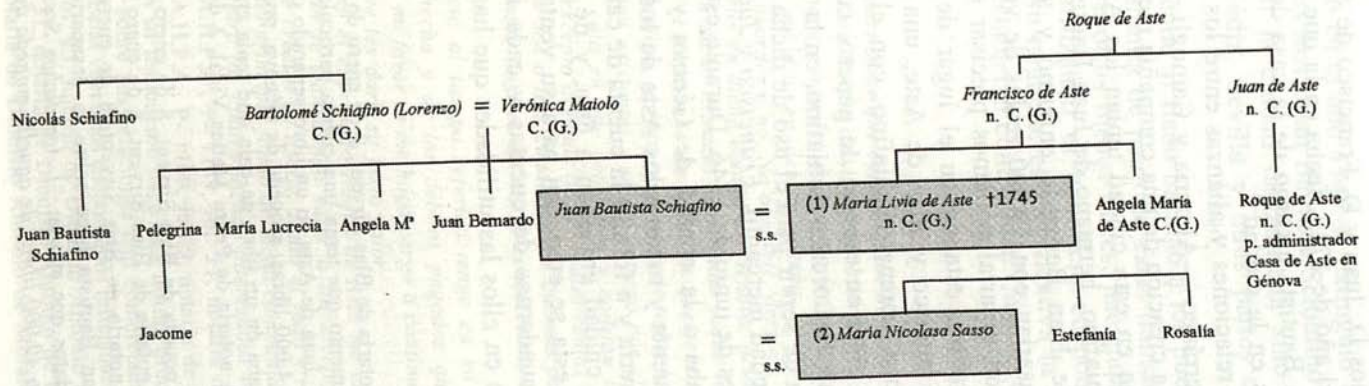 Roque de Aste
Nicolás Schiafino
Bartolomé Schiafino (Lorenzo) = Verónica Maiolo
C. (G.)
C. (G.)
Francisco de Aste
n. C. (G.)
Juan de Aste
n. C. (G.)
Juan Bautista
Schiafino
Pelegrina
María Lucrecia
Angela Mª
Juan Bernardo
Juan Bautista Schiafino
=
s.s.
(1) Maria Livia de Aste †1745
n. C. (G.)
Angela María
de Aste C.(G.)
Roque de Aste
n. C. (G.)
p. administrador
Casa de Aste en
Génova
Jacome
=
s.s.
(2) Maria Nicolasa Sasso
Estefanía
Rosalía